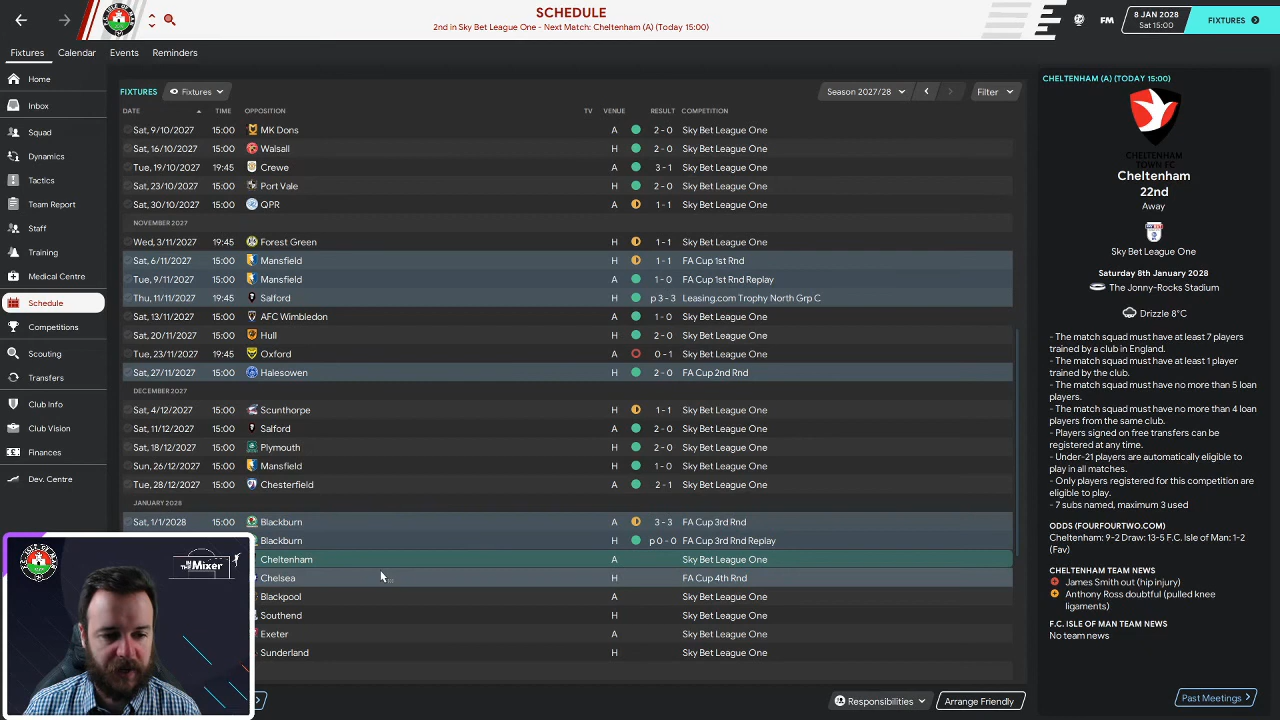 SCHEDULE
2nd in Sky Bet League One - Next Match: Cheltenham (A) (Today 15:00)
FM
8 JAN 2028
Sat 15:00
FIXTURES
Fixtures Calendar Events Reminders
Home
Inbox
Squad
Dynamics
Tactics
Team Report
Staff
Training
Medical Centre
Schedule
Competitions
Scouting
Transfers
Club Info
Club Vision
Finances
Dev. Centre
FIXTURES Fixtures Season 2027/28 Filter
DATE TIME OPPOSITION TV VENUE RESULT COMPETITION
Sat, 9/10/2027 15:00 MK Dons A 2 - 0 Sky Bet League One
Sat, 16/10/2027 15:00 Walsall H 2 - 0 Sky Bet League One
Tue, 19/10/2027 19:45 Crewe A 3 - 1 Sky Bet League One
Sat, 23/10/2027 15:00 Port Vale H 2 - 0 Sky Bet League One
Sat, 30/10/2027 15:00 QPR A 1 - 1 Sky Bet League One
NOVEMBER 2027
Wed, 3/11/2027 19:45 Forest Green H 1 - 1 Sky Bet League One
Sat, 6/11/2027 15:00 Mansfield H 1 - 1 FA Cup 1st Rnd
Tue, 9/11/2027 15:00 Mansfield A 1 - 0 FA Cup 1st Rnd Replay
Thu, 11/11/2027 19:45 Salford H p 3 - 3 Leasing.com Trophy North Grp C
Sat, 13/11/2027 15:00 AFC Wimbledon A 1 - 0 Sky Bet League One
Sat, 20/11/2027 15:00 Hull H 2 - 0 Sky Bet League One
Tue, 23/11/2027 19:45 Oxford A 0 - 1 Sky Bet League One
Sat, 27/11/2027 15:00 Halesowen H 2 - 0 FA Cup 2nd Rnd
DECEMBER 2027
Sat, 4/12/2027 15:00 Scunthorpe H 1 - 1 Sky Bet League One
Sat, 11/12/2027 15:00 Salford A 2 - 0 Sky Bet League One
Sat, 18/12/2027 15:00 Plymouth H 2 - 0 Sky Bet League One
Sun, 26/12/2027 15:00 Mansfield H 1 - 0 Sky Bet League One
Tue, 28/12/2027 15:00 Chesterfield A 2 - 1 Sky Bet League One
JANUARY 2028
Sat, 1/1/2028 15:00 Blackburn A 3 - 3 FA Cup 3rd Rnd
Blackburn H p 0 - 0 FA Cup 3rd Rnd Replay
Cheltenham A Sky Bet League One
Chelsea H FA Cup 4th Rnd
Blackpool A Sky Bet League One
Southend H Sky Bet League One
Exeter A Sky Bet League One
Sunderland H Sky Bet League One
Responsibilities Arrange Friendly
CHELTENHAM (A) (TODAY 15:00)
CHELTENHAM
TOWN FC
Cheltenham
22nd
Away
Sky Bet League One
Saturday 8th January 2028
The Jonny-Rocks Stadium
Drizzle 8°C
- The match squad must have at least 7 players
trained by a club in England.
- The match squad must have at least 1 player
trained by the club.
- The match squad must have no more than 5 loan
players.
- The match squad must have no more than 4 loan
players from the same club.
- Players signed on free transfers can be
registered at any time.
- Under-21 players are automatically eligible to
play in all matches.
- Only players registered for this competition are
eligible to play.
- 7 subs named, maximum 3 used
ODDS (FOURFOURTWO.COM)
Cheltenham: 9-2 Draw: 13-5 F.C. Isle of Man: 1-2
(Fav)
CHELTENHAM TEAM NEWS
James Smith out (hip injury)
Anthony Ross doubtful (pulled knee
ligaments)
F.C. ISLE OF MAN TEAM NEWS
No team news
Past Meetings
The Mixer